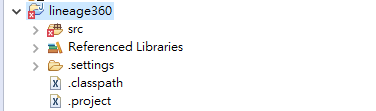 lineage360
src
Referenced Libraries
.settings
.classpath
.project